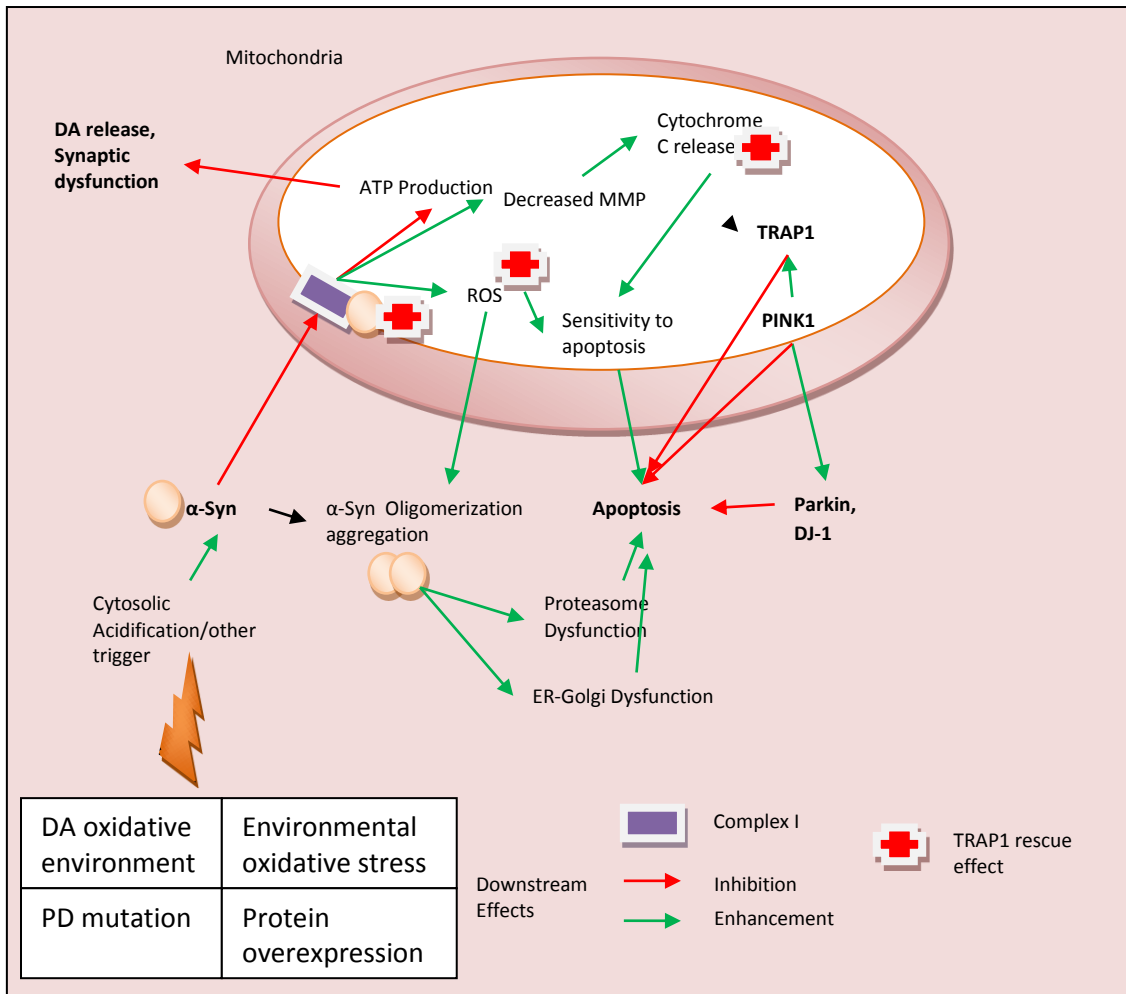 Mitochondria
DA release,
Synaptic
dysfunction
Cytochrome
C release
ATP Production
Decreased MMP
TRAP1
ROS
PINK1
Sensitivity to
apoptosis
α-Syn
α-Syn Oligomerization
aggregation
Apoptosis
Parkin,
DJ-1
Cytosolic
Acidification/other
trigger
Proteasome
Dysfunction
ER-Golgi Dysfunction
DA oxidative
environment
Environmental
oxidative stress
PD mutation
Protein
overexpression
Downstream
Effects
Complex I
Inhibition
Enhancement
TRAP1 rescue
effect